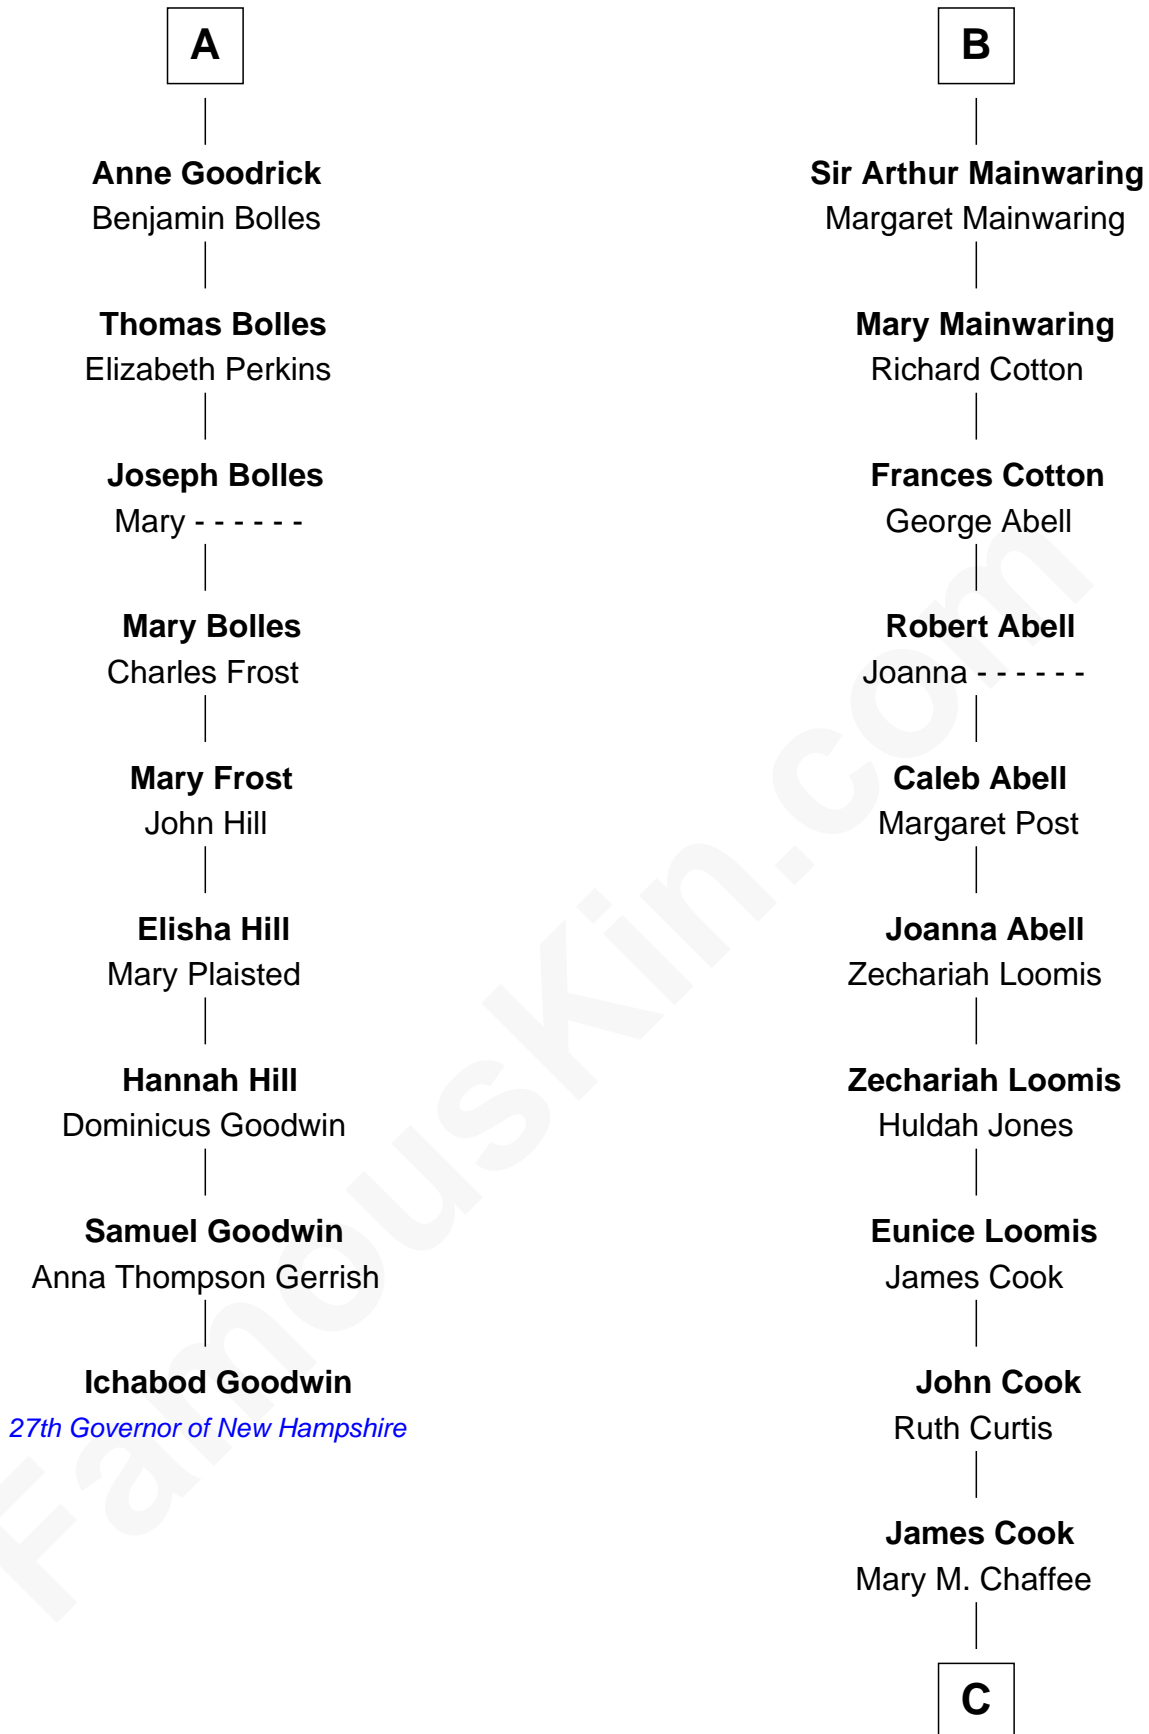 A
Anne Goodrick
Benjamin Bolles
Thomas Bolles
Elizabeth Perkins
Joseph Bolles
Mary - - - - - -
Mary Bolles
Charles Frost
Mary Frost
John Hill
Elisha Hill
Mary Plaisted
Hannah Hill
Dominicus Goodwin
Samuel Goodwin
Anna Thompson Gerrish
Ichabod Goodwin
27th Governor of New Hampshire
B
Sir Arthur Mainwaring
Margaret Mainwaring
Mary Mainwaring
Richard Cotton
Frances Cotton
George Abell
Robert Abell
Joanna - - - - - -
Caleb Abell
Margaret Post
Joanna Abell
Zechariah Loomis
Zechariah Loomis
Huldah Jones
Eunice Loomis
James Cook
John Cook
Ruth Curtis
James Cook
Mary M. Chaffee
C
FamousKin.com